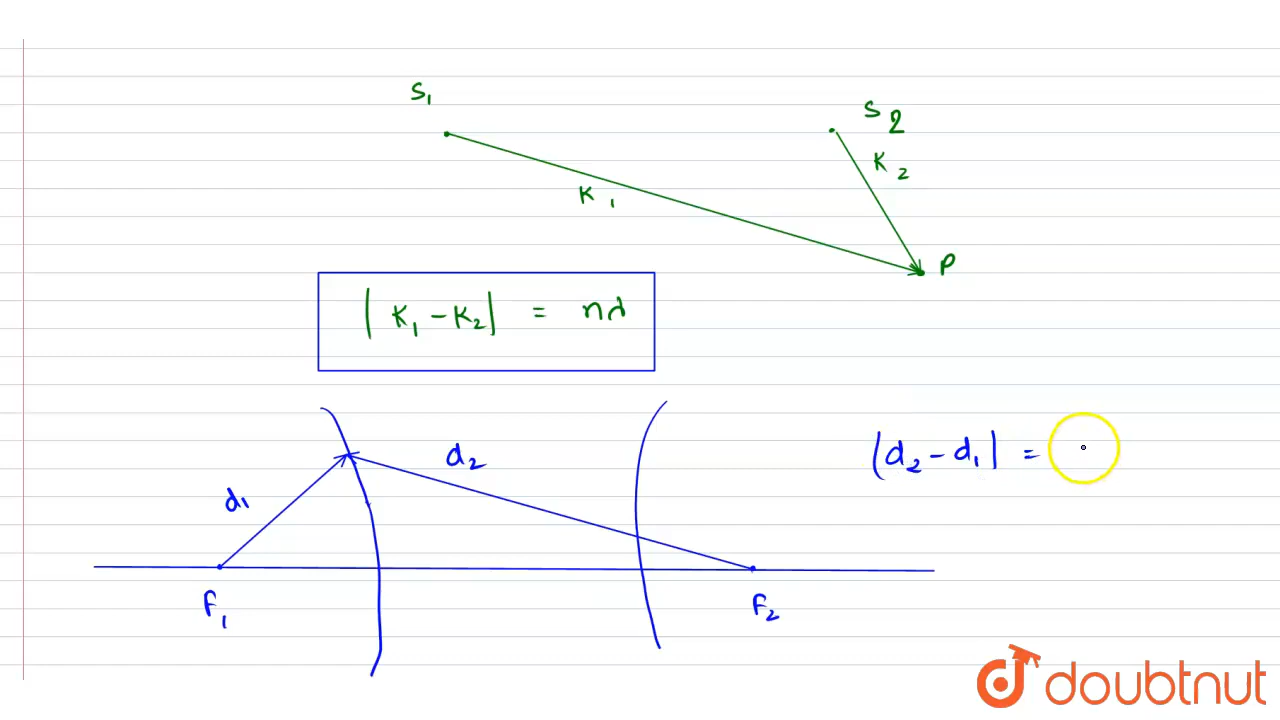 S1
S2
K2
K1
P
|K1 - K2| = nλ
d2
|d2 - d1| =
d1
F1
F2
doubtnut